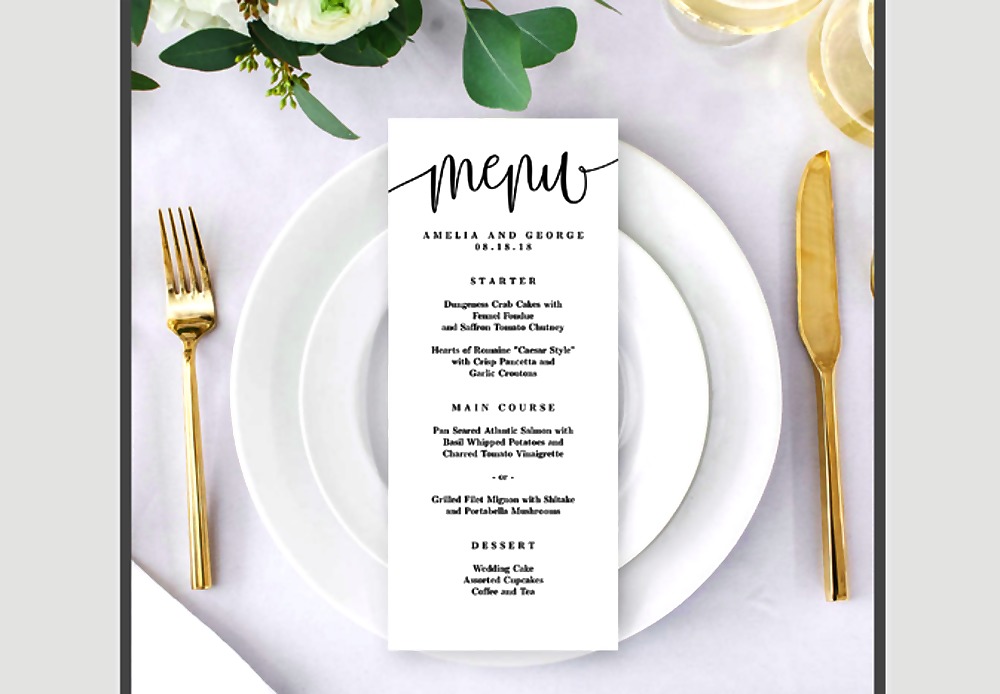 menu
AMELIA AND GEORGE
08.18.18
STARTER
Dungeness Crab Cakes with
Fennel Fondue
and Saffron Tomato Chutney
Hearts of Romaine "Caesar Style"
with Crisp Pancetta and
Garlic Croutons
MAIN COURSE
Pan Seared Atlantic Salmon with
Basil Whipped Potatoes and
Charred Tomato Vinaigrette
- or -
Grilled Filet Mignon with Shitake
and Portabella Mushrooms
DESSERT
Wedding Cake
Assorted Cupcakes
Coffee and Tea